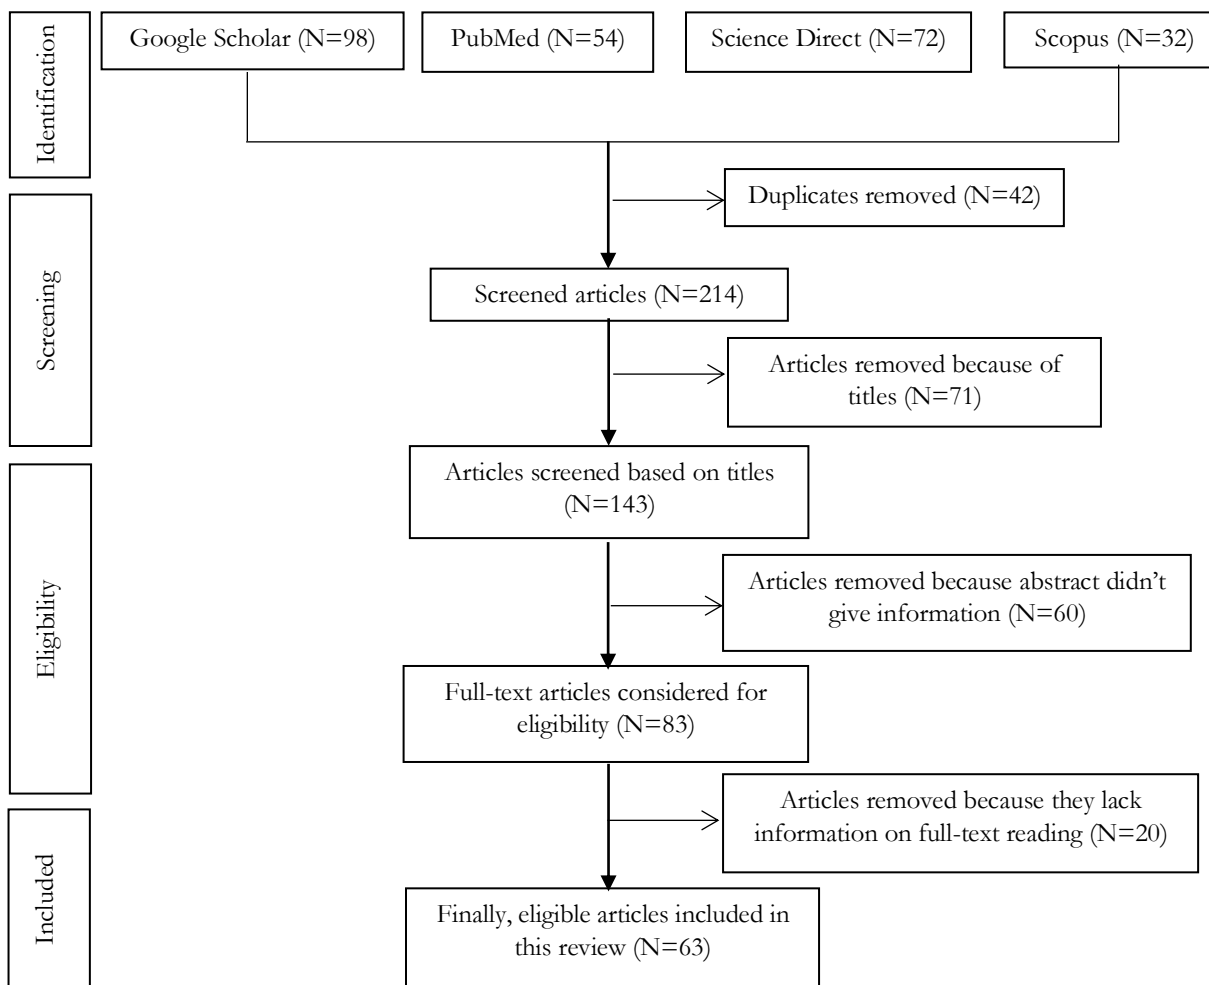 Identification
Google Scholar (N=98)
PubMed (N=54)
Science Direct (N=72)
Scopus (N=32)
Duplicates removed (N=42)
Screening
Screened articles (N=214)
Articles removed because of
titles (N=71)
Articles screened based on titles
(N=143)
Eligibility
Articles removed because abstract didn’t
give information (N=60)
Full-text articles considered for
eligibility (N=83)
Articles removed because they lack
information on full-text reading (N=20)
Included
Finally, eligible articles included in
this review (N=63)